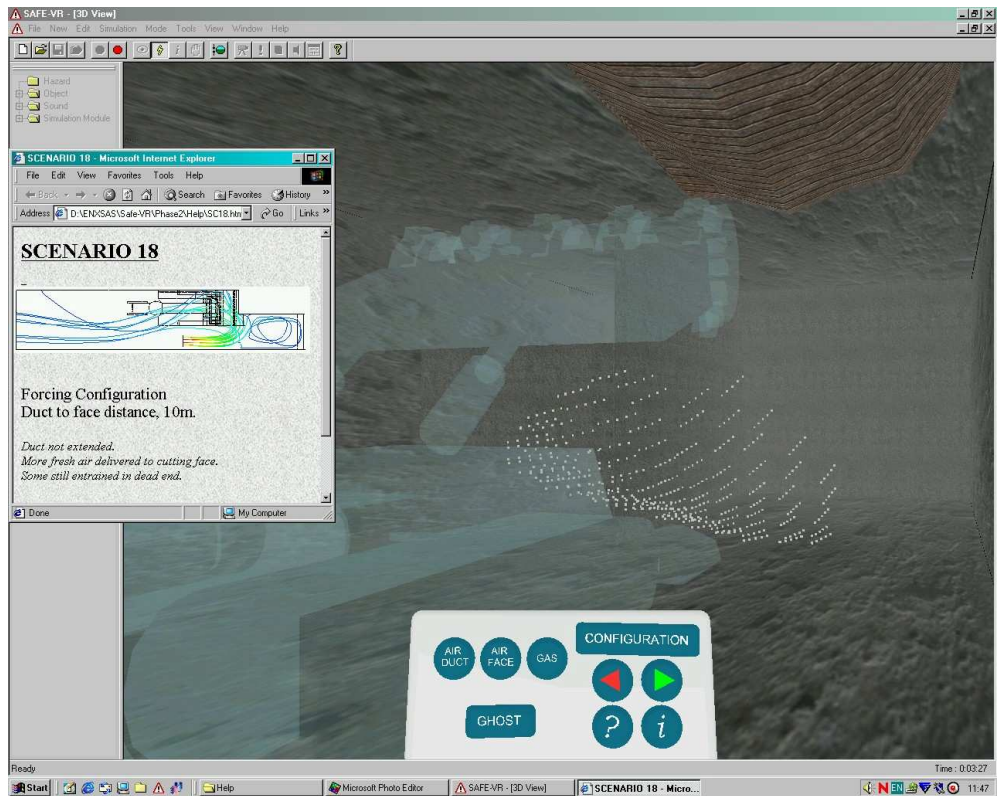 SAFE-VR - [3D View]
File New Edit Simulation Mode Tools View Window Help
Hazard
Object
Sound
Simulation Module
SCENARIO 18 - Microsoft Internet Explorer
File Edit View Favorites Tools Help
Back Search Favorites History »
Address D:\ENXSAS\Safe-VR\Phase2\Help\SC18.htm Go Links »
SCENARIO 18
Forcing Configuration
Duct to face distance, 10m.
Duct not extended.
More fresh air delivered to cutting face.
Some still entrained in dead end.
Done My Computer
AIR DUCT
AIR FACE
GAS
CONFIGURATION
GHOST
? i
Ready Time : 0:03:27
Start Help Microsoft Photo Editor SAFE-VR - [3D View] SCENARIO 18 - Micro... N EN 11:47